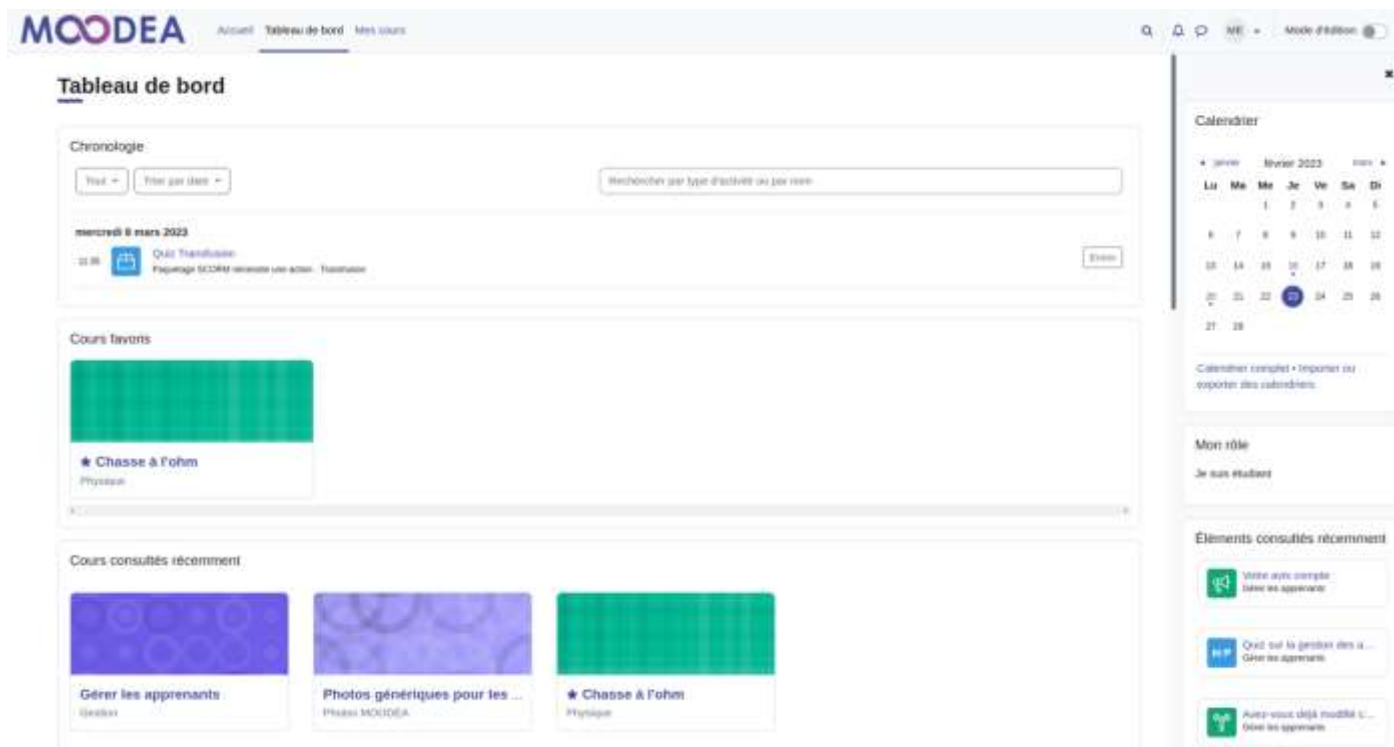 MOODEA
Accueil Tableau de bord Mes cours
ME Mode d'édition
Tableau de bord
Chronologie
Tout Trier par date Rechercher par type d'activité ou par nom
mercredi 8 mars 2023
Quiz Transfusion
Paquetage SCORM nécessite une action · Transfusion
Cours favoris
★ Chasse à l'ohm
Physique
Cours consultés récemment
Gérer les apprenants
Gestion
Photos génériques pour les ...
Photos MOODEA
★ Chasse à l'ohm
Physique
Calendrier
janvier février 2023 mars
Lu Ma Me Je Ve Sa Di
1 2 3 4 5
6 7 8 9 10 11 12
13 14 15 16 17 18 19
20 21 22 23 24 25 26
27 28
Calendrier complet • Importer ou
exporter des calendriers
Mon rôle
Je suis étudiant
Éléments consultés récemment
Votre avis compte
Gérer les apprenants
Quiz sur la gestion des a...
Gérer les apprenants
Avez-vous déjà modifié c...
Gérer les apprenants